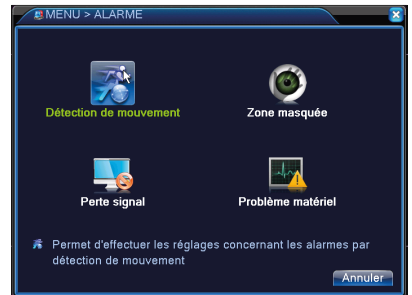 MENU > ALARME
Détection de mouvement
Zone masquée
Perte signal
Problème matériel
Permet d'effectuer les réglages concernant les alarmes par
détection de mouvement
Annuler